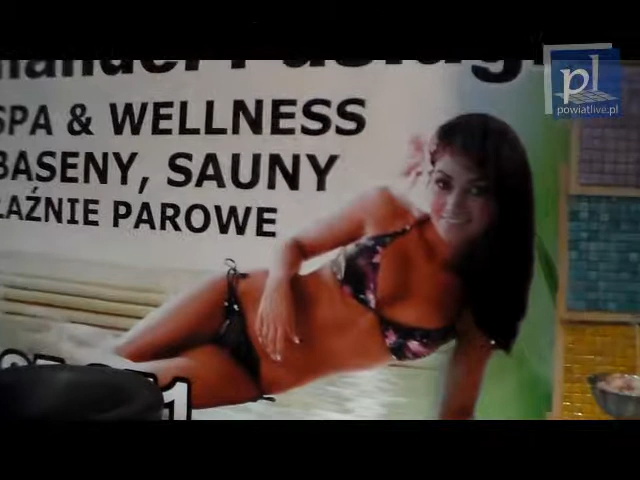 SPA & WELLNESS
BASENY, SAUNY
ŁAŹNIE PAROWE
pl
powiatlive.pl